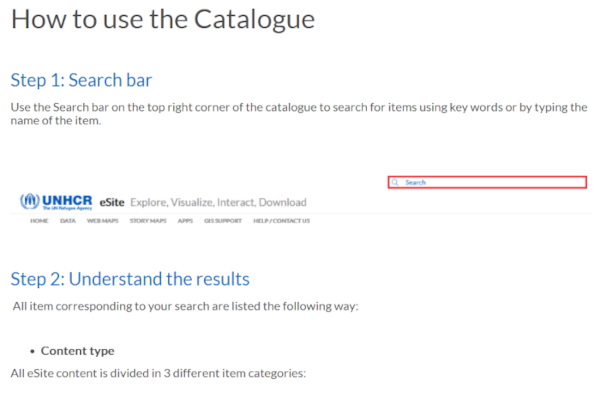 How to use the Catalogue
Step 1: Search bar
Use the Search bar on the top right corner of the catalogue to search for items using key words or by typing the
name of the item.
Search
UNHCR
The UN Refugee Agency
eSite Explore, Visualize, Interact, Download
HOME DATA WEB MAPS STORY MAPS APPS GIS SUPPORT HELP / CONTACT US
Step 2: Understand the results
All item corresponding to your search are listed the following way:
• Content type
All eSite content is divided in 3 different item categories: